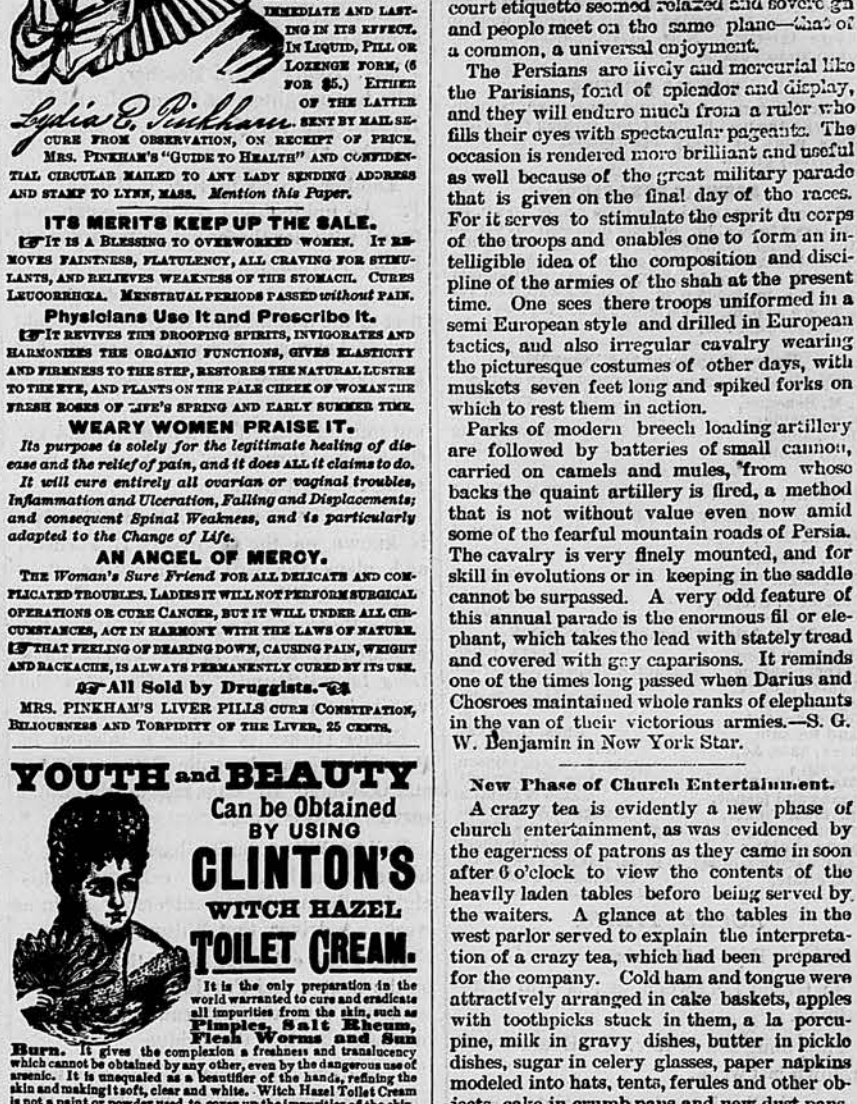 IMMEDIATE AND LAST-
ING IN ITS EFFECT.
IN LIQUID, PILL OR
LOZENGE FORM, (6
FOR $5.) EITHER
OF THE LATTER
Lydia E. Pinkham. SENT BY MAIL SE-
CURE FROM OBSERVATION, ON RECEIPT OF PRICE.
MRS. PINKHAM'S "GUIDE TO HEALTH" AND CONFIDEN-
TIAL CIRCULAR MAILED TO ANY LADY SENDING ADDRESS
AND STAMP TO LYNN, MASS. Mention this Paper.
ITS MERITS KEEP UP THE SALE.
☞IT IS A BLESSING TO OVERWORKED WOMEN. IT RE-
MOVES FAINTNESS, FLATULENCY, ALL CRAVING FOR STIMU-
LANTS, AND RELIEVES WEAKNESS OF THE STOMACH. CURES
LEUCORRHŒA. MENSTRUAL PERIODS PASSED without PAIN.
Physicians Use It and Prescribe It.
☞IT REVIVES THE DROOPING SPIRITS, INVIGORATES AND
HARMONIZES THE ORGANIC FUNCTIONS, GIVES ELASTICITY
AND FIRMNESS TO THE STEP, RESTORES THE NATURAL LUSTRE
TO THE EYE, AND PLANTS ON THE PALE CHEEK OF WOMAN THE
FRESH ROSES OF LIFE'S SPRING AND EARLY SUMMER TIME.
WEARY WOMEN PRAISE IT.
Its purpose is solely for the legitimate healing of dis-
ease and the relief of pain, and it does ALL it claims to do.
It will cure entirely all ovarian or vaginal troubles,
Inflammation and Ulceration, Falling and Displacements;
and consequent Spinal Weakness, and is particularly
adapted to the Change of Life.
AN ANGEL OF MERCY.
THE Woman's Sure Friend FOR ALL DELICATE AND COM-
PLICATED TROUBLES. LADIES IT WILL NOT PERFORM SURGICAL
OPERATIONS OR CURE CANCER, BUT IT WILL UNDER ALL CIR-
CUMSTANCES, ACT IN HARMONY WITH THE LAWS OF NATURE.
☞THAT FEELING OF BEARING DOWN, CAUSING PAIN, WEIGHT
AND BACKACHE, IS ALWAYS PERMANENTLY CURED BY ITS USE.
☞All Sold by Druggists.☜
MRS. PINKHAM'S LIVER PILLS CURE CONSTIPATION,
BILIOUSNESS AND TORPIDITY OF THE LIVER, 25 CENTS.
YOUTH and BEAUTY
Can be Obtained
BY USING
CLINTON'S
WITCH HAZEL
TOILET CREAM.
It is the only preparation in the
world warranted to cure and eradicate
all impurities from the skin, such as
Pimples, Salt Rheum,
Flesh Worms and Sun
Burn. It gives the complexion a freshness and translucency
which cannot be obtained by any other, even by the dangerous use of
arsenic. It is unequaled as a beautifier of the hands, refining the
skin and making it soft, clear and white. Witch Hazel Toilet Cream
is not a paint or powder used to cover up the impurities of the skin,
court etiquette seemed relaxed and sovereign
and people meet on the same plane—that of
a common, a universal enjoyment.
The Persians are lively and mercurial like
the Parisians, fond of splendor and display,
and they will endure much from a ruler who
fills their eyes with spectacular pageants. The
occasion is rendered more brilliant and useful
as well because of the great military parade
that is given on the final day of the races.
For it serves to stimulate the esprit du corps
of the troops and enables one to form an in-
telligible idea of the composition and disci-
pline of the armies of the shah at the present
time. One sees there troops uniformed in a
semi European style and drilled in European
tactics, and also irregular cavalry wearing
the picturesque costumes of other days, with
muskets seven feet long and spiked forks on
which to rest them in action.
Parks of modern breech loading artillery
are followed by batteries of small cannon,
carried on camels and mules, from whose
backs the quaint artillery is fired, a method
that is not without value even now amid
some of the fearful mountain roads of Persia.
The cavalry is very finely mounted, and for
skill in evolutions or in keeping in the saddle
cannot be surpassed. A very odd feature of
this annual parade is the enormous fil or ele-
phant, which takes the lead with stately tread
and covered with gay caparisons. It reminds
one of the times long passed when Darius and
Chosroes maintained whole ranks of elephants
in the van of their victorious armies.—S. G.
W. Benjamin in New York Star.
New Phase of Church Entertainment.
A crazy tea is evidently a new phase of
church entertainment, as was evidenced by
the eagerness of patrons as they came in soon
after 6 o'clock to view the contents of the
heavily laden tables before being served by
the waiters. A glance at the tables in the
west parlor served to explain the interpreta-
tion of a crazy tea, which had been prepared
for the company. Cold ham and tongue were
attractively arranged in cake baskets, apples
with toothpicks stuck in them, a la porcu-
pine, milk in gravy dishes, butter in pickle
dishes, sugar in celery glasses, paper napkins
modeled into hats, tents, ferules and other ob-
jects, cake in crumb pans and new dust pans,